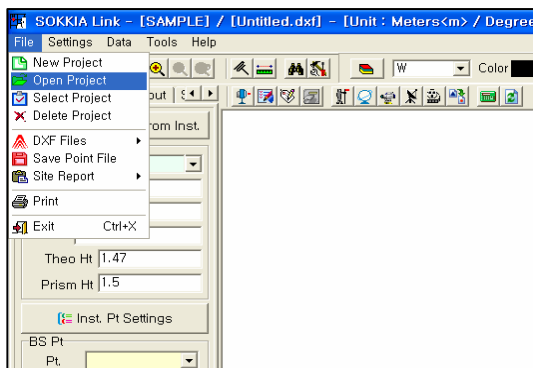 SOKKIA Link - [SAMPLE] / [Untitled.dxf] - [Unit : Meters<m> / Degree
File Settings Data Tools Help
New Project
Open Project
Select Project
Delete Project
DXF Files
Save Point File
Site Report
Print
Exit Ctrl+X
W
Color
out
om Inst.
Theo Ht 1.47
Prism Ht 1.5
Inst. Pt Settings
BS Pt
Pt.